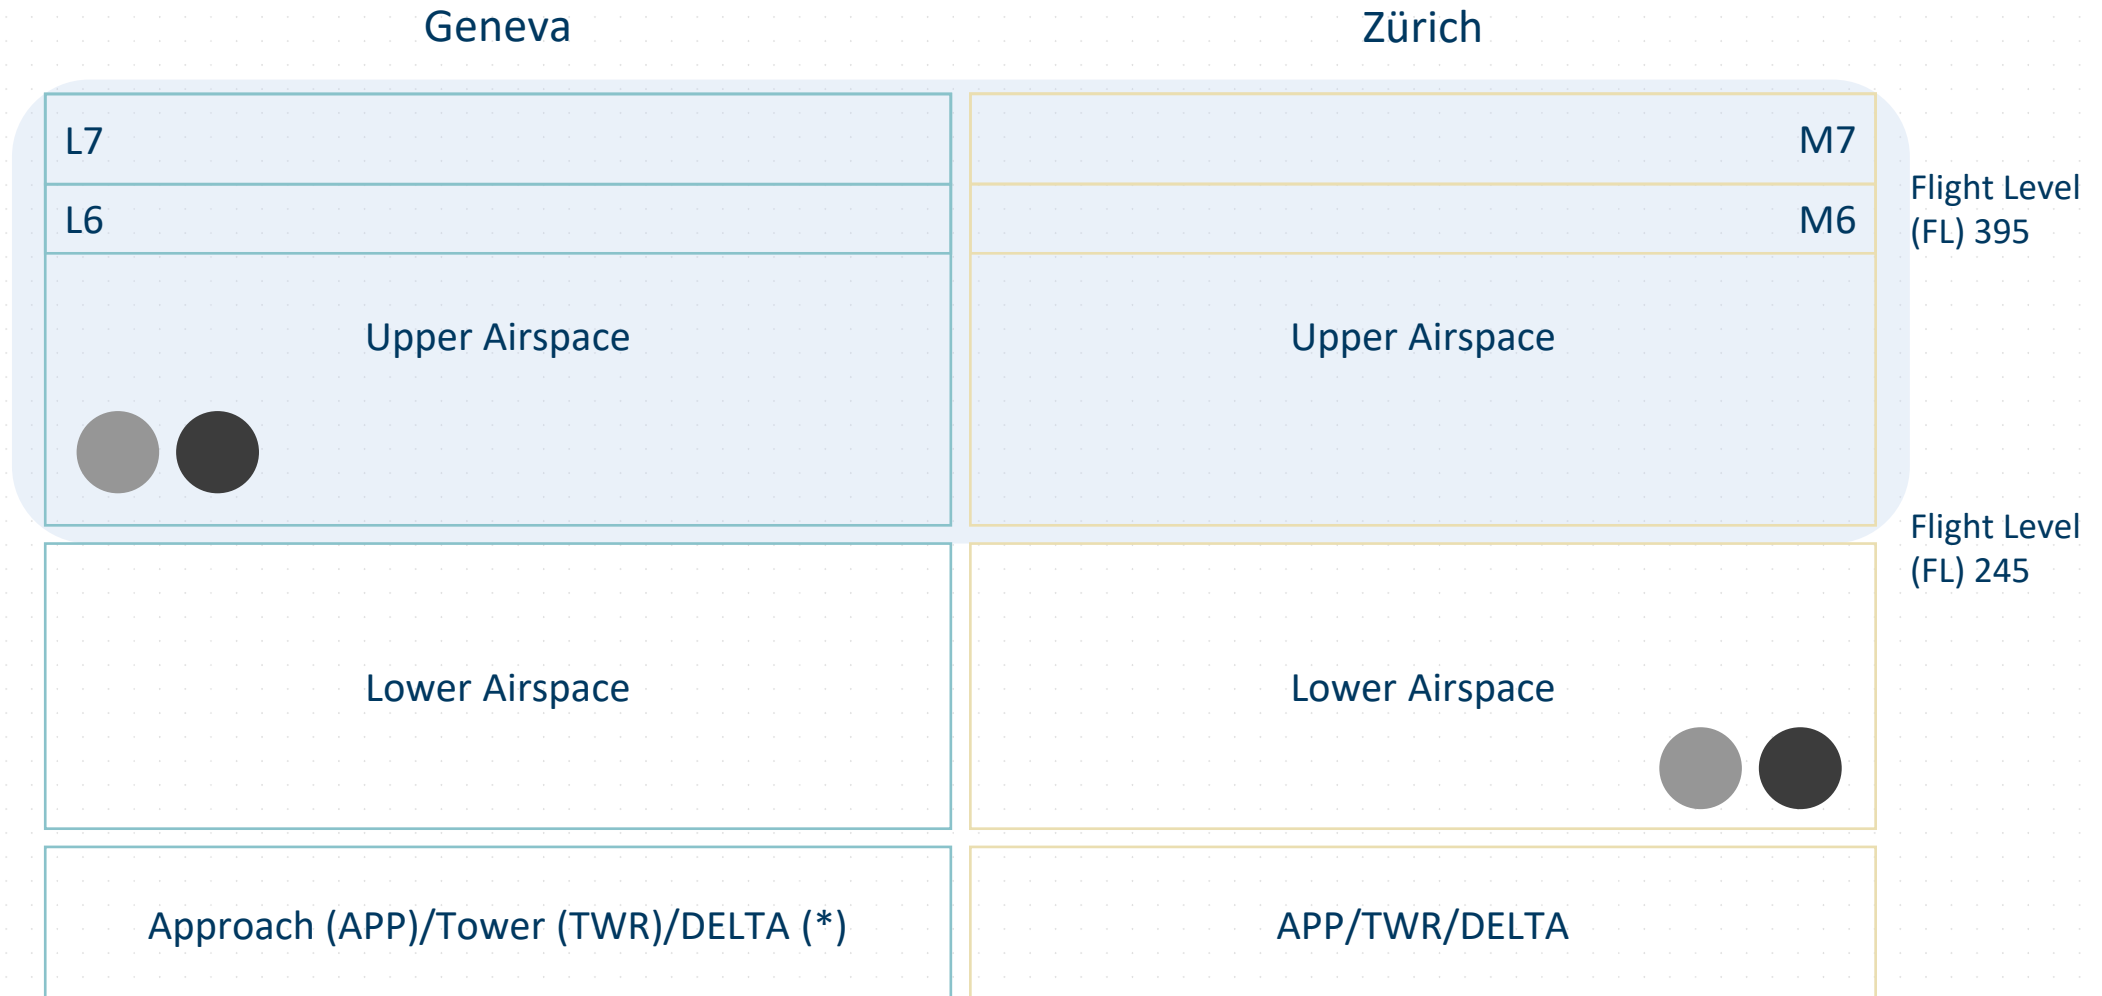 Geneva
Zürich
L7
M7
L6
M6
Flight Level
(FL) 395
Upper Airspace
Upper Airspace
Flight Level
(FL) 245
Lower Airspace
Lower Airspace
Approach (APP)/Tower (TWR)/DELTA (*)
APP/TWR/DELTA